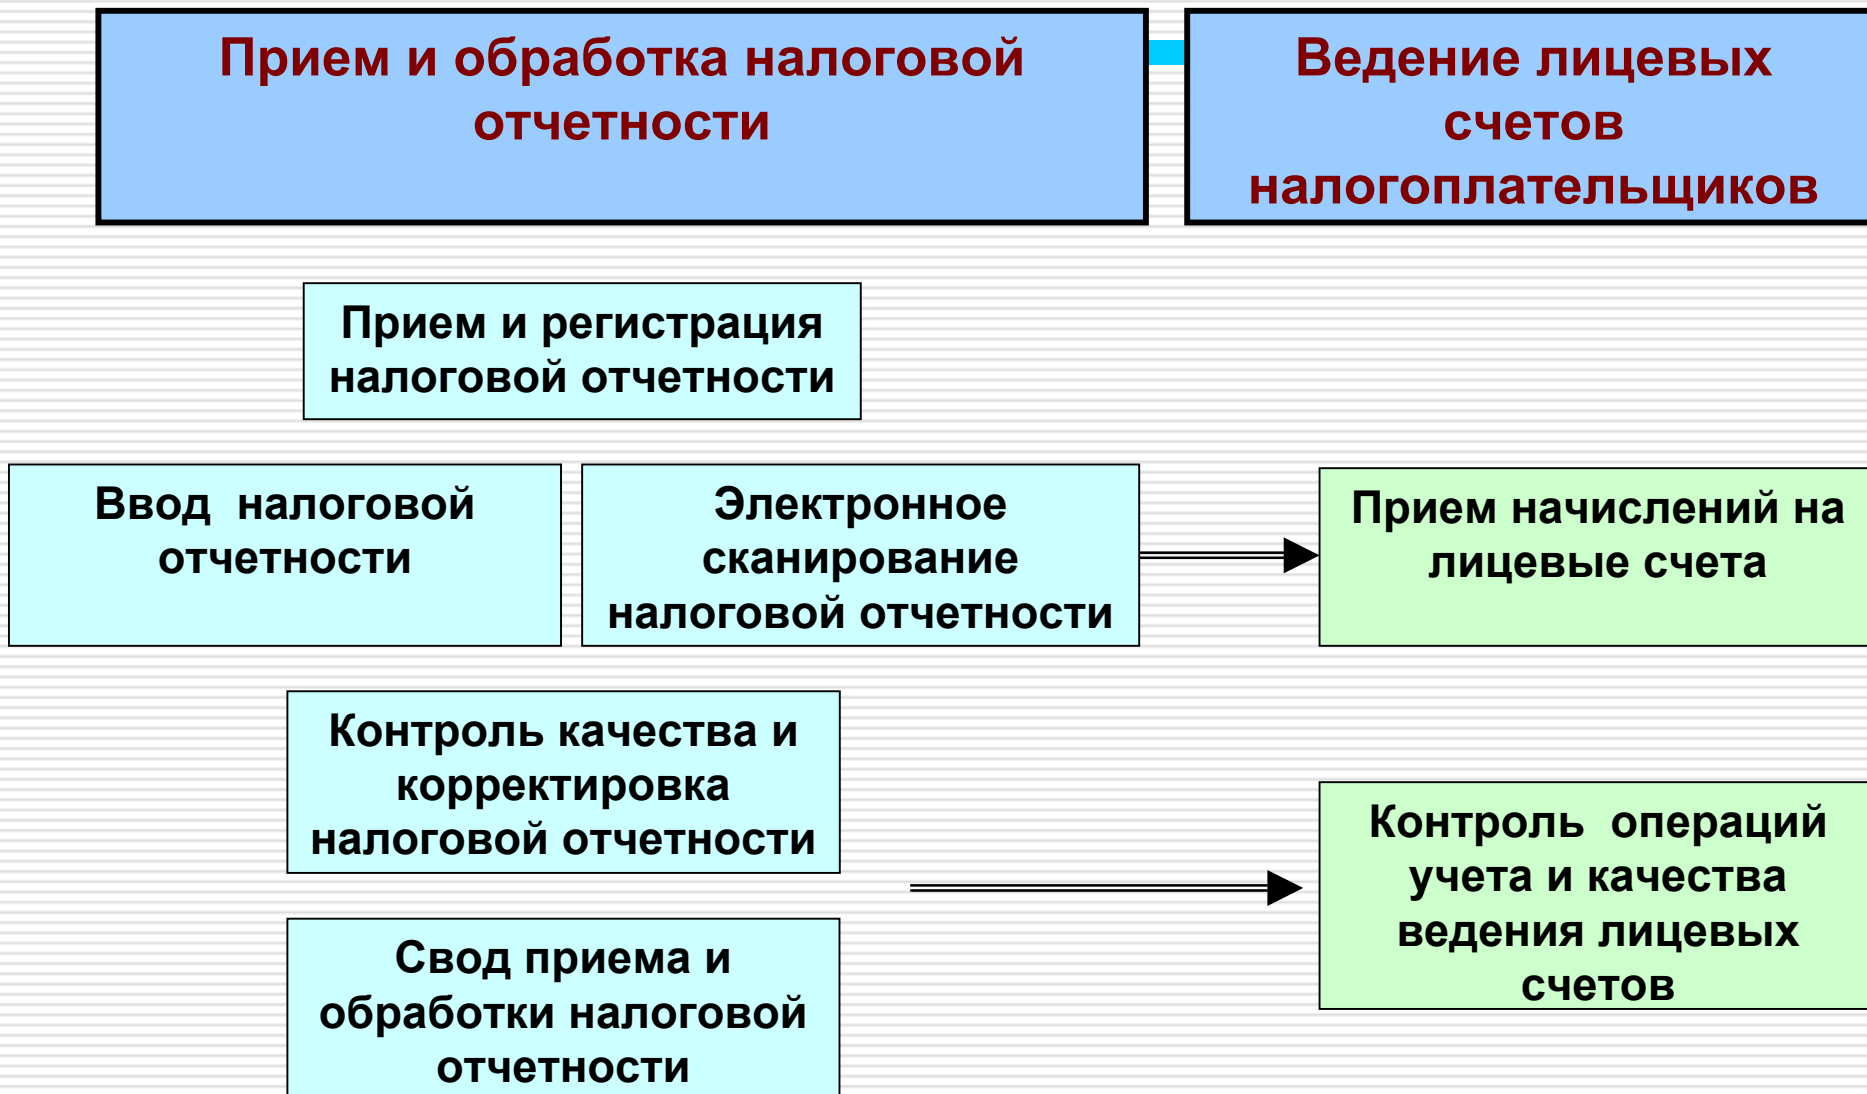 Прием и обработка налоговой
отчетности
Ведение лицевых
счетов
налогоплательщиков
Прием и регистрация
налоговой отчетности
Ввод  налоговой
отчетности
Электронное
сканирование
налоговой отчетности
Прием начислений на
лицевые счета
Контроль качества и
корректировка
налоговой отчетности
Контроль  операций
учета и качества
ведения лицевых
счетов
Свод приема и
обработки налоговой
отчетности